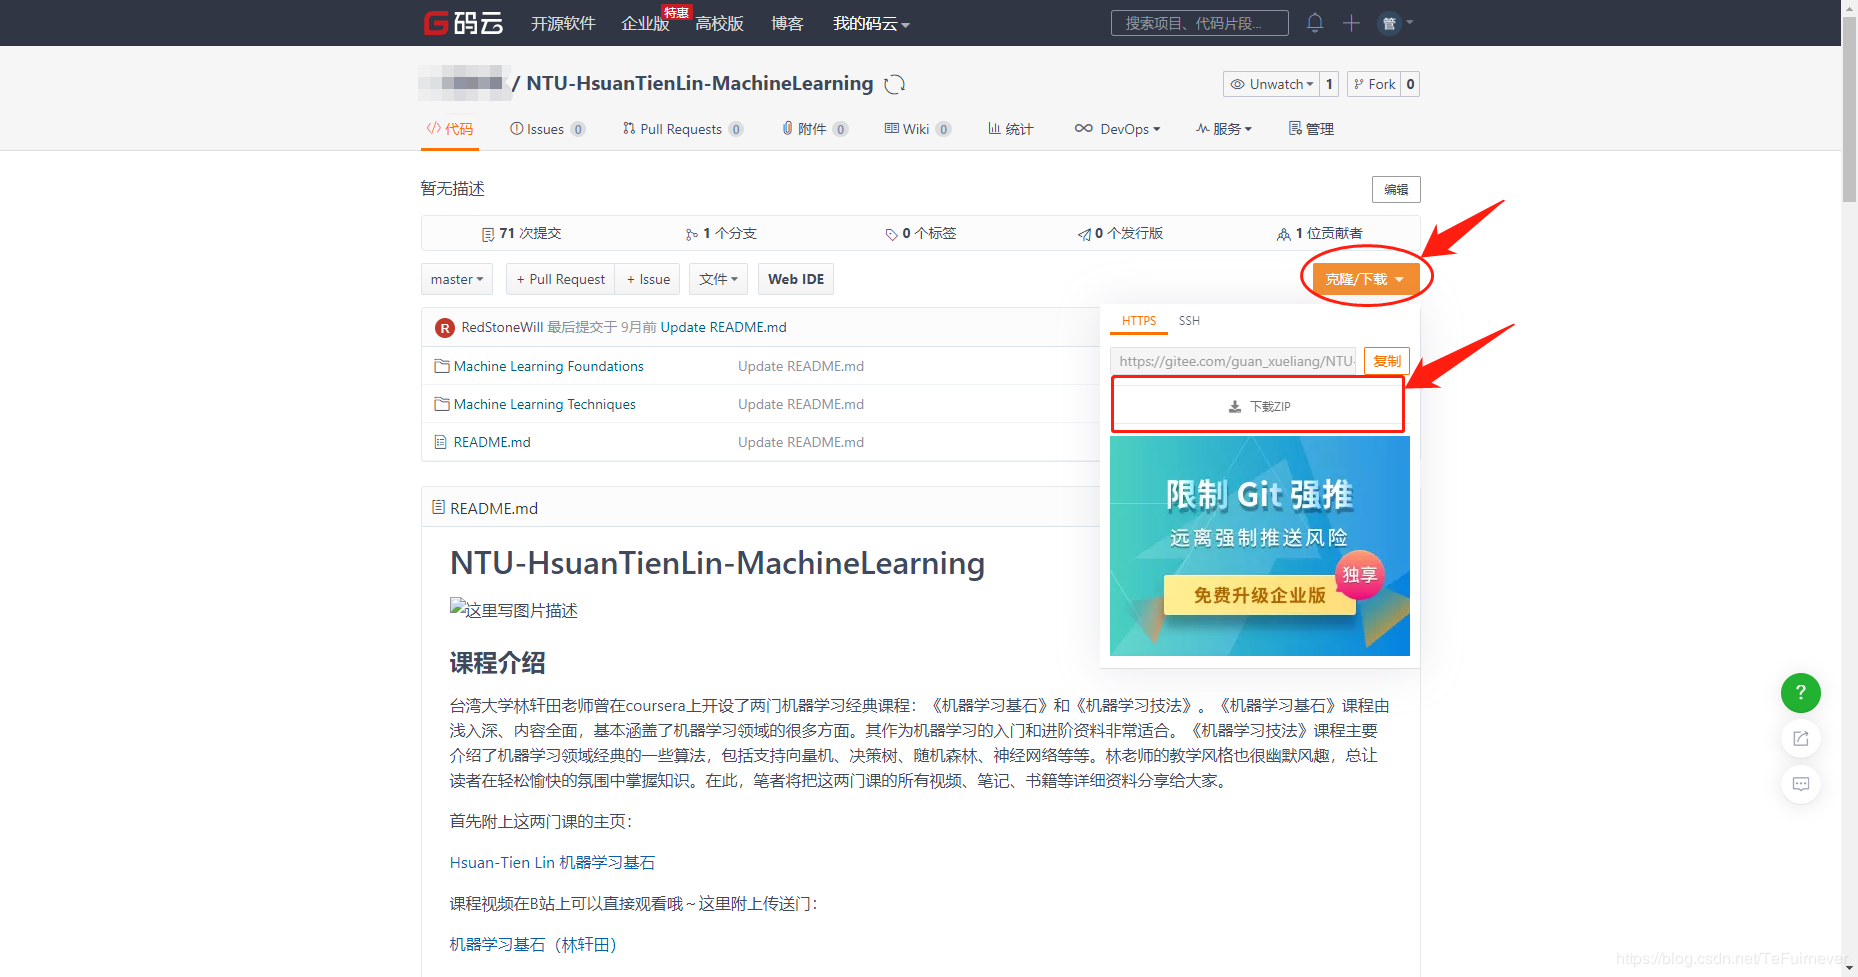 码云 开源软件 企业版 特惠 高校版 博客 我的码云 搜索项目、代码片段... 管
/ NTU-HsuanTienLin-MachineLearning Unwatch 1 Fork 0
代码 Issues 0 Pull Requests 0 附件 0 Wiki 0 统计 DevOps 服务 管理
暂无描述 编辑
71 次提交 1 个分支 0 个标签 0 个发行版 1 位贡献者
master + Pull Request + Issue 文件 Web IDE 克隆/下载
R RedStoneWill 最后提交于 9月前 Update README.md
HTTPS SSH
https://gitee.com/guan_xueliang/NTU- 复制
下载ZIP
Machine Learning Foundations Update README.md
Machine Learning Techniques Update README.md
README.md Update README.md
限制 Git 强推
远离强制推送风险
独享
免费升级企业版
README.md
NTU-HsuanTienLin-MachineLearning
这里写图片描述
课程介绍
台湾大学林轩田老师曾在coursera上开设了两门机器学习经典课程：《机器学习基石》和《机器学习技法》。《机器学习基石》课程由
浅入深、内容全面，基本涵盖了机器学习领域的很多方面。其作为机器学习的入门和进阶资料非常适合。《机器学习技法》课程主要
介绍了机器学习领域经典的一些算法，包括支持向量机、决策树、随机森林、神经网络等等。林老师的教学风格也很幽默风趣，总让
读者在轻松愉快的氛围中掌握知识。在此，笔者将把这两门课的所有视频、笔记、书籍等详细资料分享给大家。
首先附上这两门课的主页：
Hsuan-Tien Lin 机器学习基石
课程视频在B站上可以直接观看哦～这里附上传送门：
机器学习基石（林轩田）
?
https://blog.csdn.net/TeFuirnever